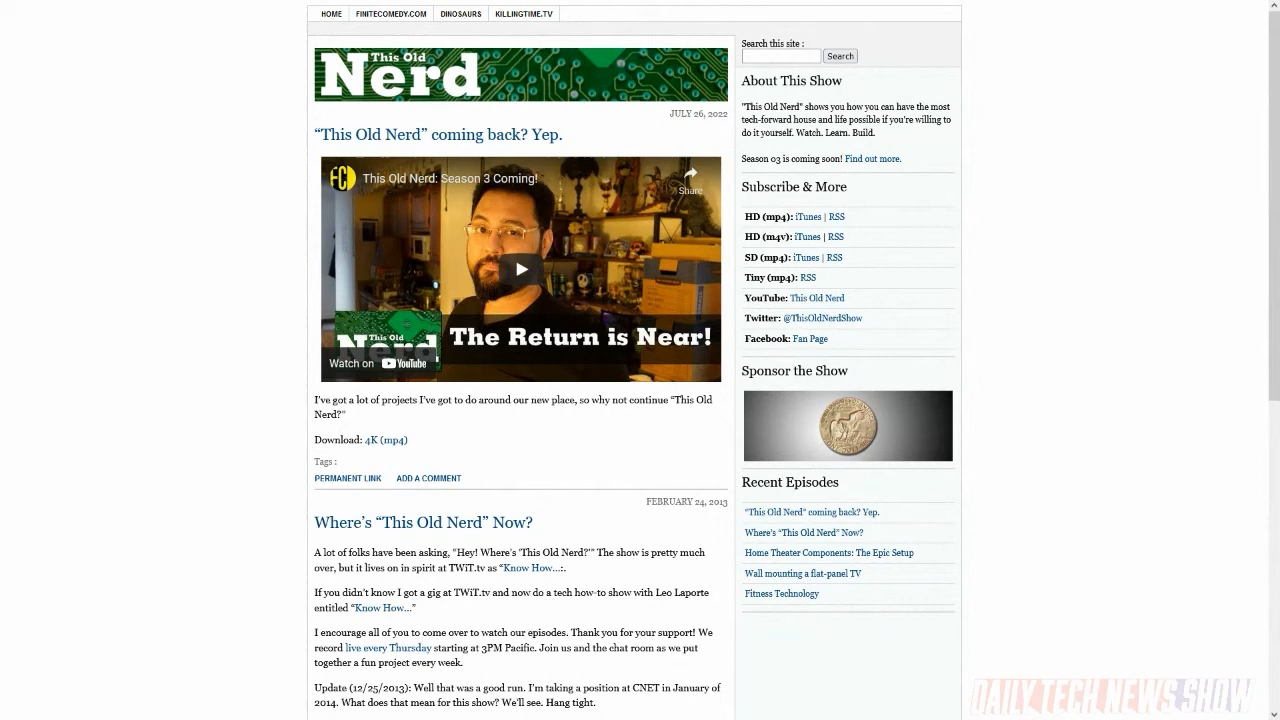 HOME
FINITECOMEDY.COM
DINOSAURS
KILLINGTIME.TV
This Old
Nerd
JULY 26, 2022
“This Old Nerd” coming back? Yep.
FCD
This Old Nerd: Season 3 Coming!
Share
This Old
Nerd
The Return is Near!
Watch on YouTube
I've got a lot of projects I've got to do around our new place, so why not continue “This Old
Nerd?”
Download: 4K (mp4)
Tags :
PERMANENT LINK
ADD A COMMENT
FEBRUARY 24, 2013
Where’s “This Old Nerd” Now?
A lot of folks have been asking, “Hey! Where's 'This Old Nerd?'” The show is pretty much
over, but it lives on in spirit at TWiT.tv as “Know How…:.
If you didn't know I got a gig at TWiT.tv and now do a tech how-to show with Leo Laporte
entitled “Know How…”
I encourage all of you to come over to watch our episodes. Thank you for your support! We
record live every Thursday starting at 3PM Pacific. Join us and the chat room as we put
together a fun project every week.
Update (12/25/2013): Well that was a good run. I'm taking a position at CNET in January of
2014. What does that mean for this show? We'll see. Hang tight.
Search this site :
Search
About This Show
"This Old Nerd" shows you how you can have the most
tech-forward house and life possible if you're willing to
do it yourself. Watch. Learn. Build.
Season 03 is coming soon! Find out more.
Subscribe & More
HD (mp4): iTunes | RSS
HD (m4v): iTunes | RSS
SD (mp4): iTunes | RSS
Tiny (mp4): RSS
YouTube: This Old Nerd
Twitter: @ThisOldNerdShow
Facebook: Fan Page
Sponsor the Show
Recent Episodes
“This Old Nerd” coming back? Yep.
Where's “This Old Nerd” Now?
Home Theater Components: The Epic Setup
Wall mounting a flat-panel TV
Fitness Technology
DAILY TECH NEWS SHOW